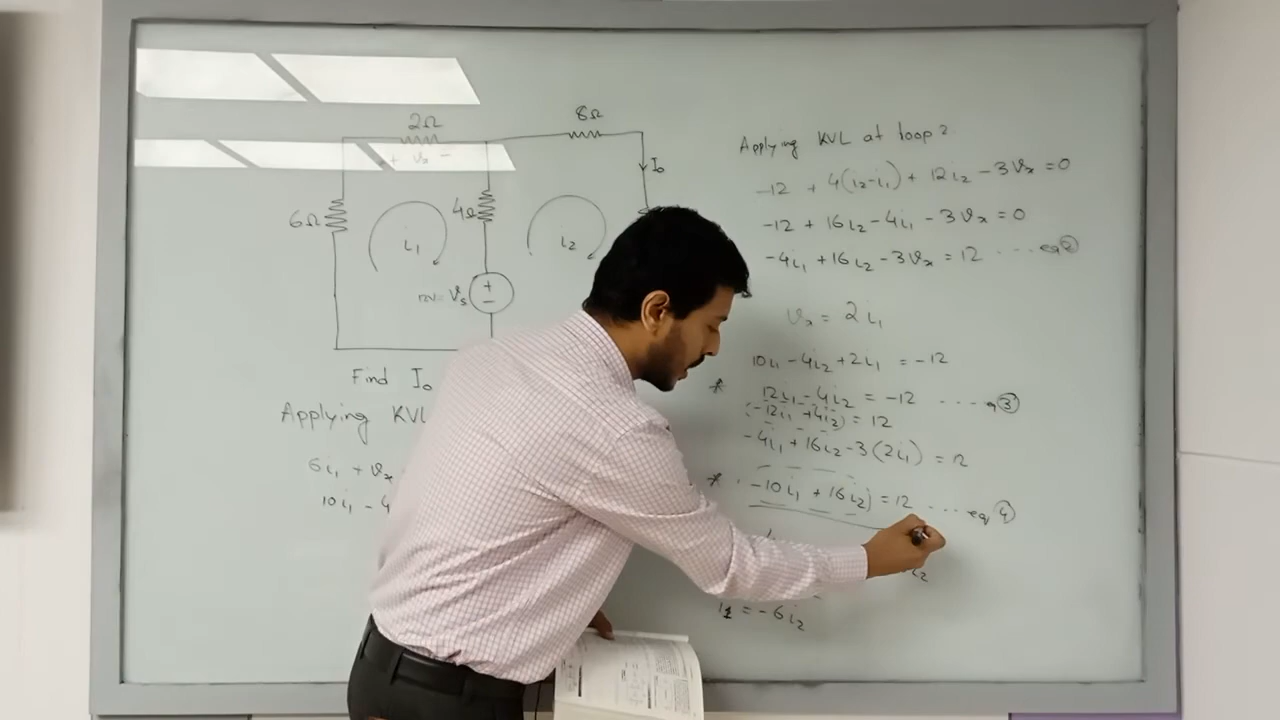 2Ω
8Ω
+ Vx -
I₀
6Ω
4Ω
i₁
i₂
12V = Vs
+
-
Find I₀
Applying KVL
6i₁ + Vx
10i₁ - 4
Applying KVL at loop 2.
-12 + 4(i₂-i₁) + 12i₂ - 3Vx = 0
-12 + 16i₂ - 4i₁ - 3Vx = 0
-4i₁ + 16i₂ - 3Vx = 12 .... eq ②
Vx = 2i₁
10i₁ - 4i₂ + 2i₁ = -12
* 12i₁ - 4i₂ = -12 .... eq ③
(-12i₁ + 4i₂) = 12
-4i₁ + 16i₂ - 3(2i₁) = 12
* -10i₁ + 16i₂) = 12 .... eq ④
i₂
i₁ = -6i₂